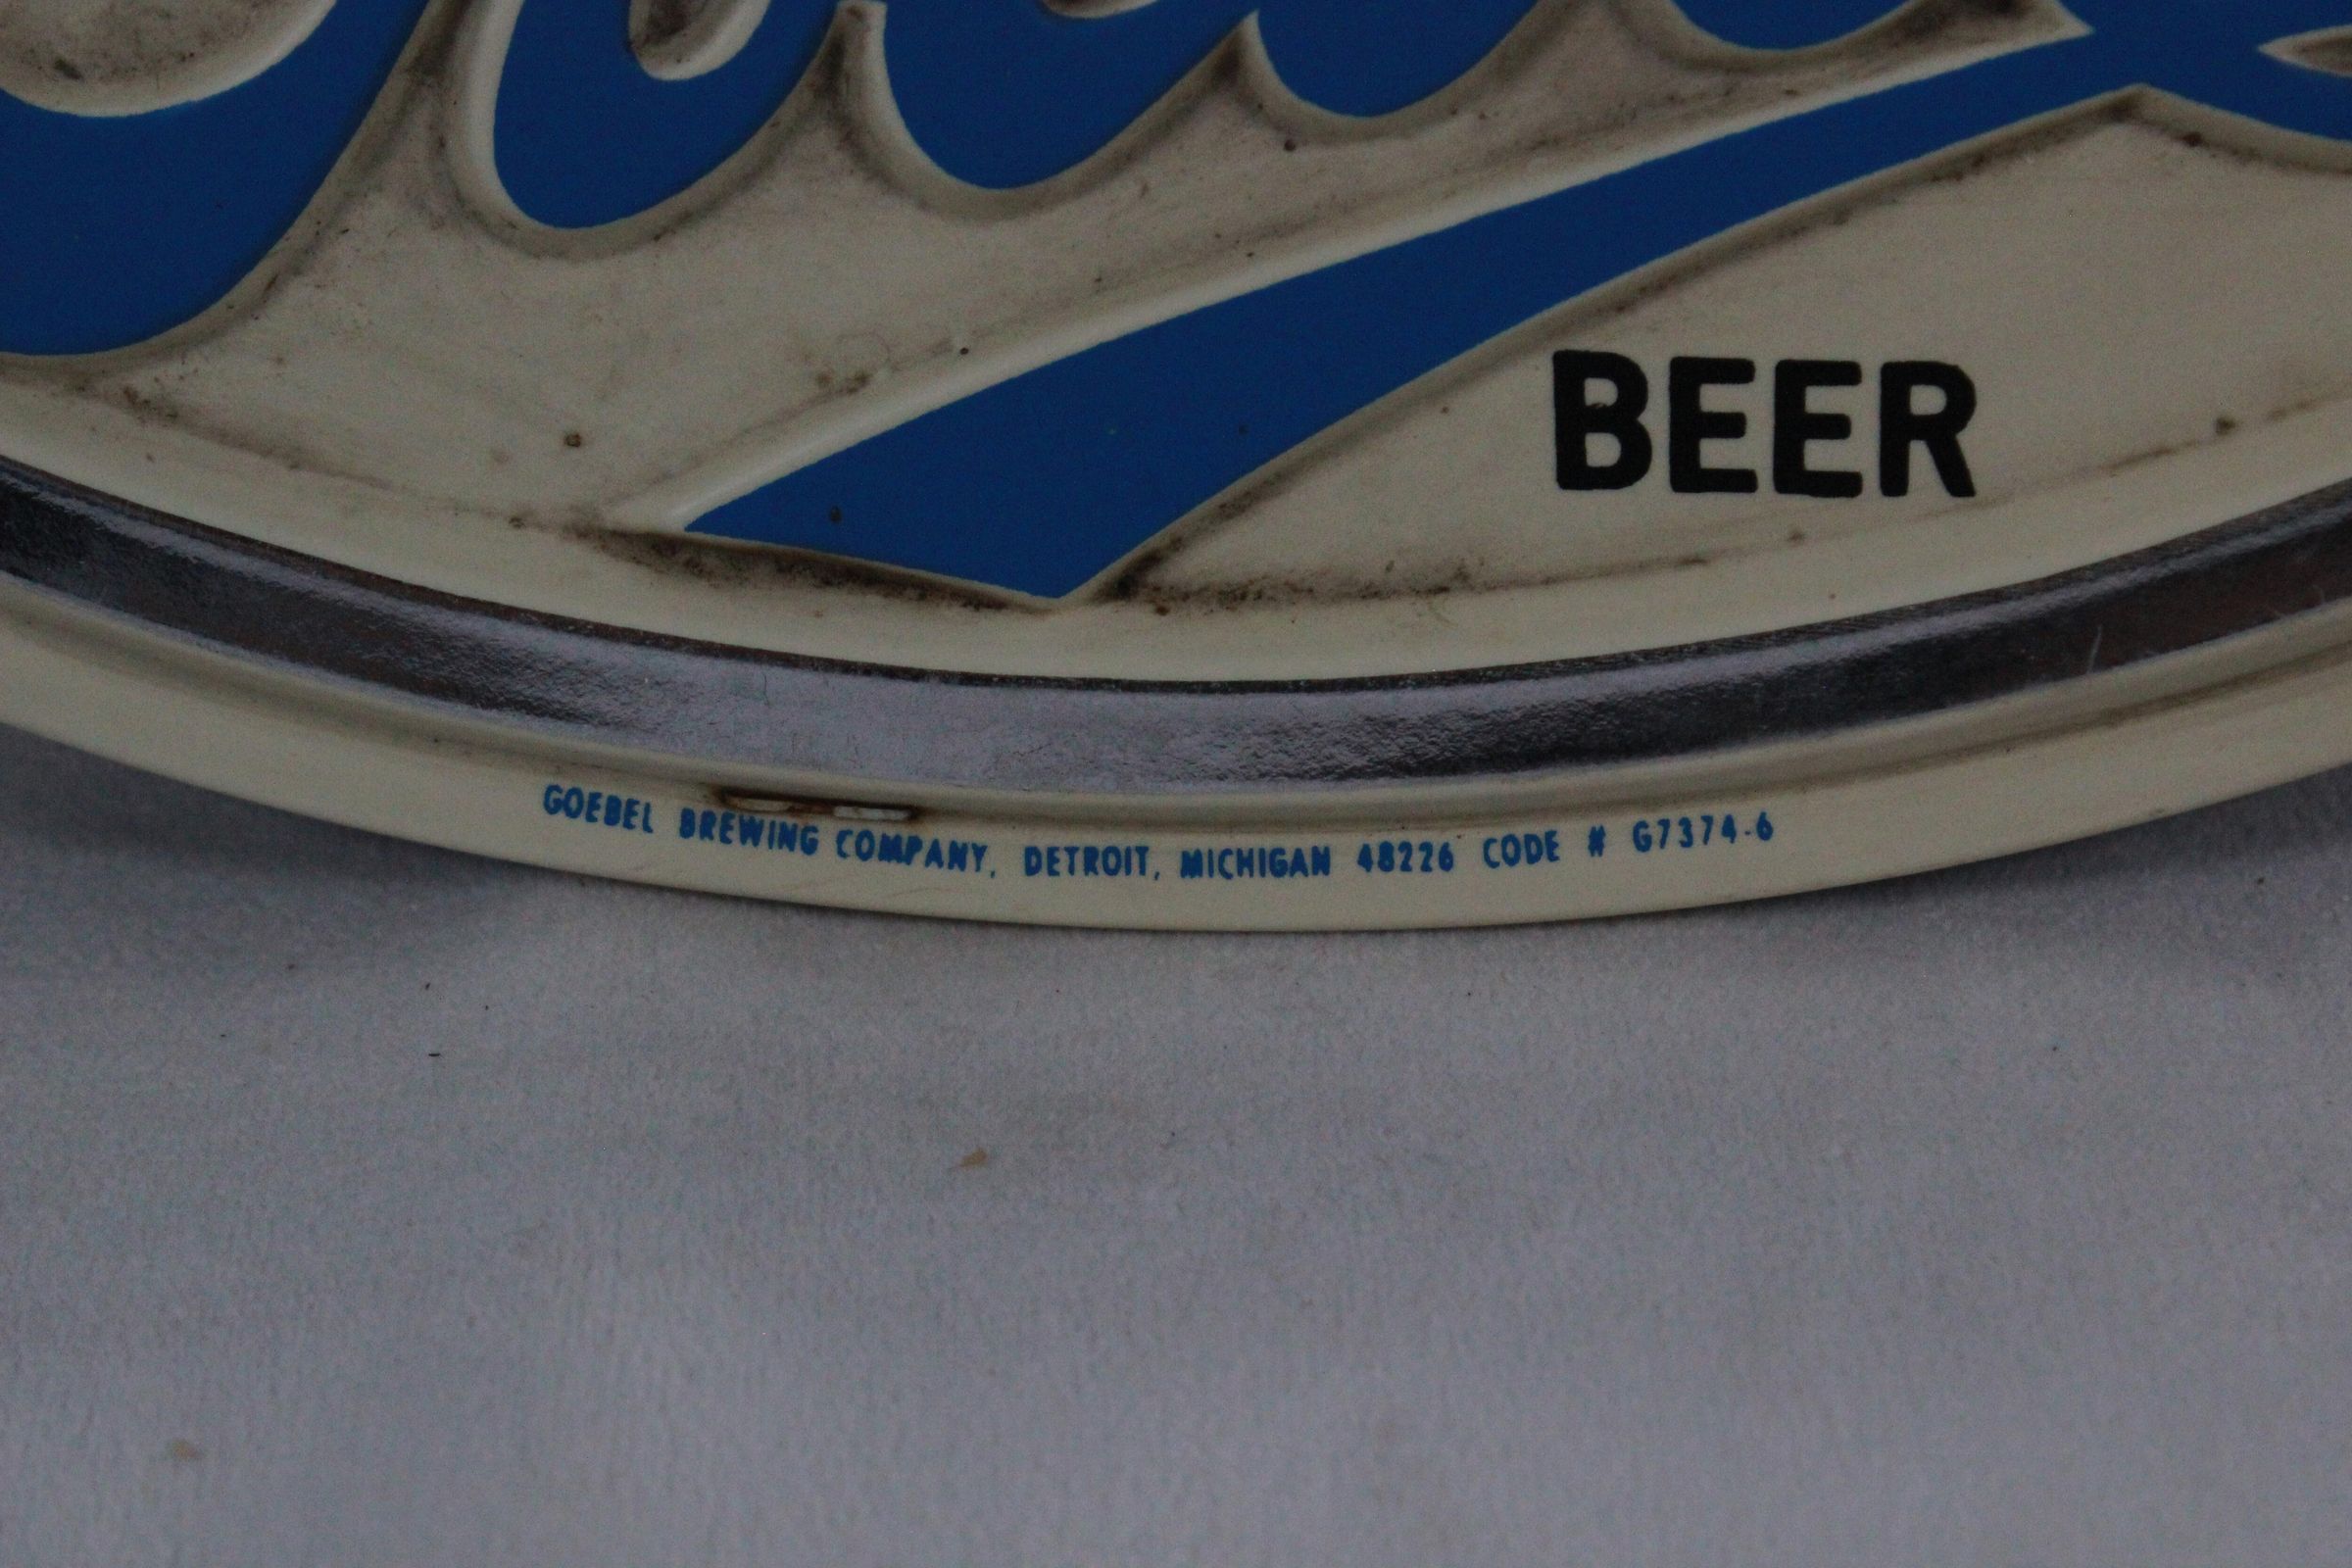 BEER
GOEBEL BREWING COMPANY, DETROIT, MICHIGAN 48226 CODE # G7374-6